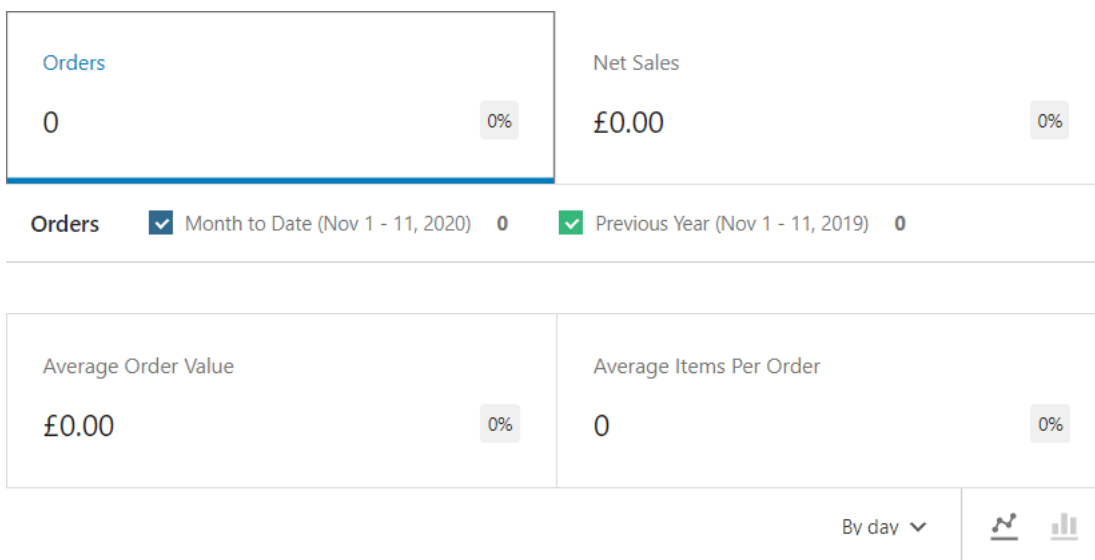 Orders
0
0%
Net Sales
£0.00
0%
Orders Month to Date (Nov 1 - 11, 2020) 0 Previous Year (Nov 1 - 11, 2019) 0
Average Order Value
£0.00
0%
Average Items Per Order
0
0%
By day